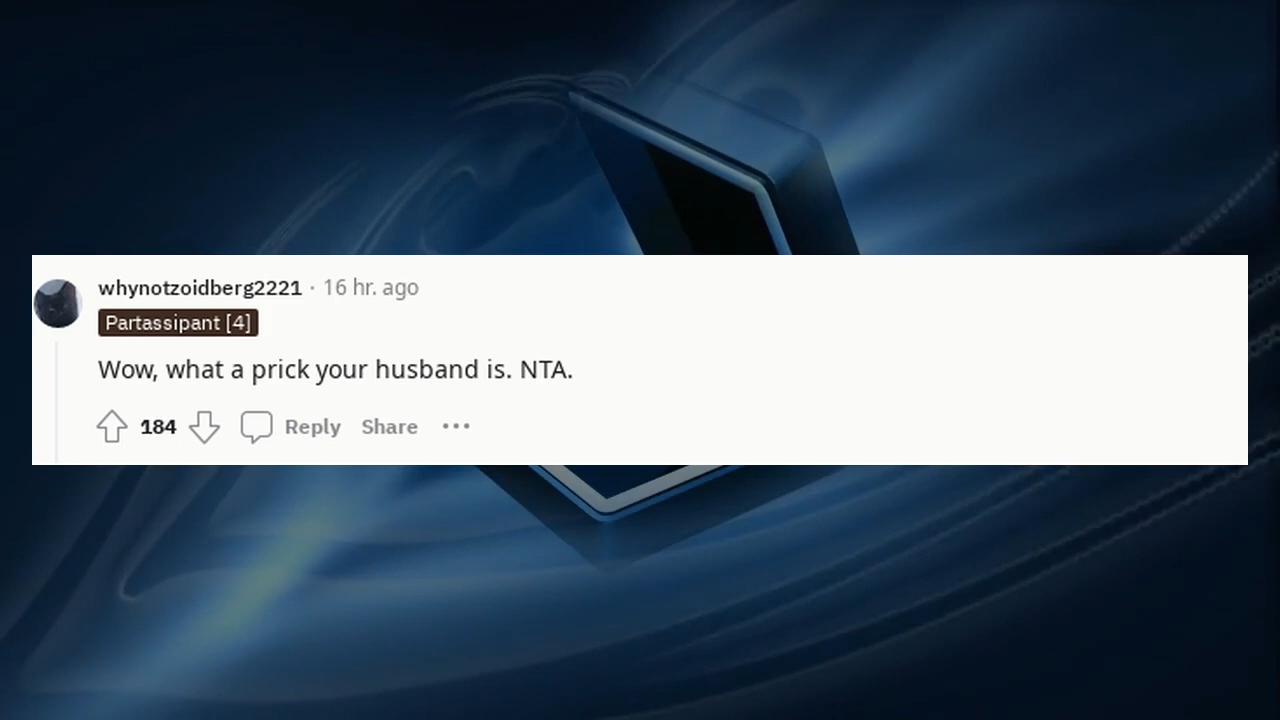 whynotzoidberg2221 · 16 hr. ago
Partassipant [4]
Wow, what a prick your husband is. NTA.
184 Reply Share ···